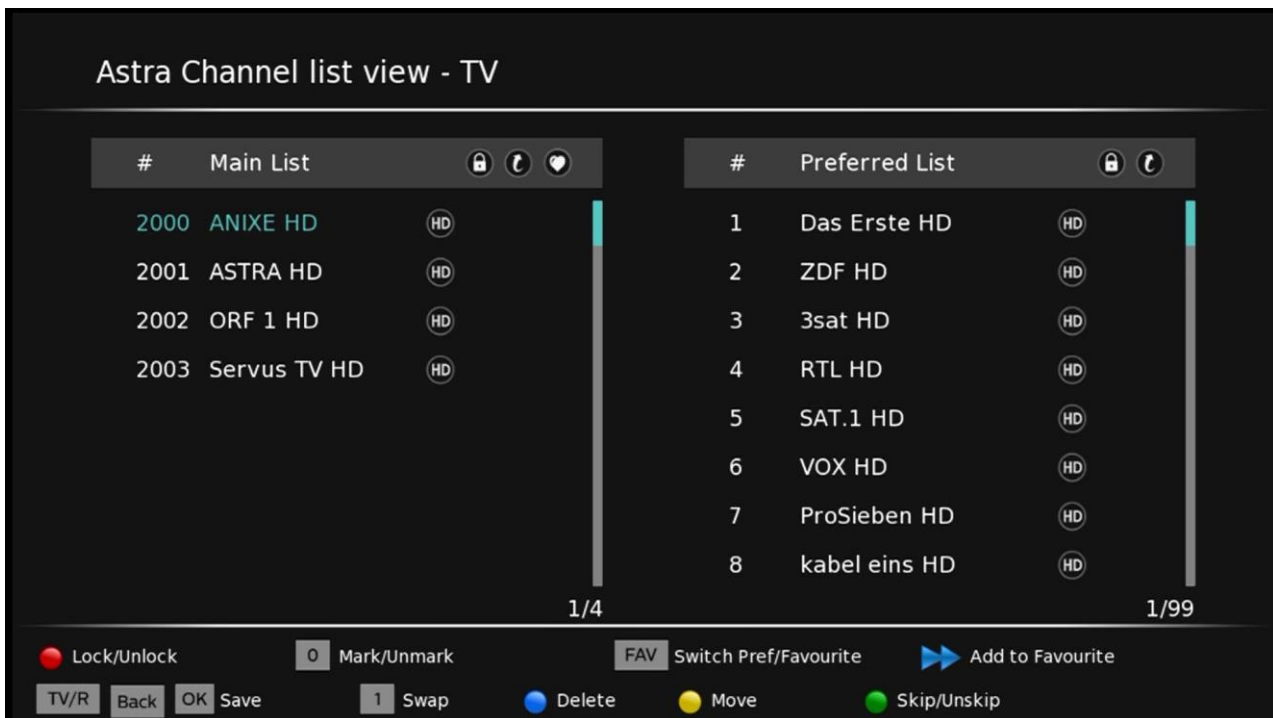 Astra Channel list view - TV
# Main List
2000 ANIXE HD HD
2001 ASTRA HD HD
2002 ORF 1 HD HD
2003 Servus TV HD HD
1/4
# Preferred List
1 Das Erste HD HD
2 ZDF HD HD
3 3sat HD HD
4 RTL HD HD
5 SAT.1 HD HD
6 VOX HD HD
7 ProSieben HD HD
8 kabel eins HD HD
1/99
Lock/Unlock 0 Mark/Unmark FAV Switch Pref/Favourite Add to Favourite
TV/R Back OK Save 1 Swap Delete Move Skip/Unskip